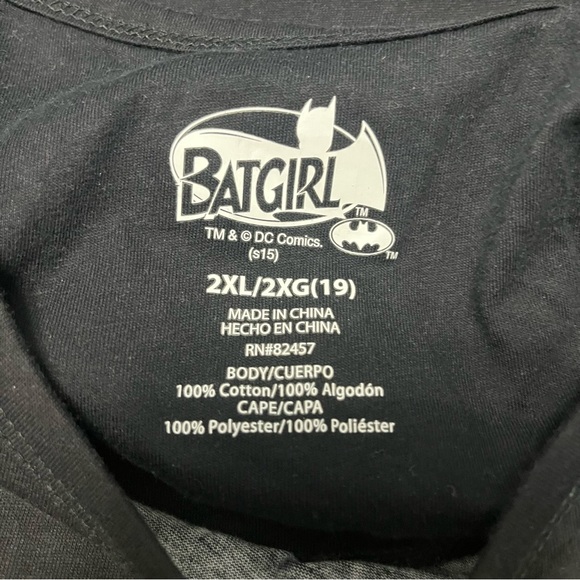 BATGIRL
TM
TM & © DC Comics.
(s15)
TM
2XL/2XG(19)
MADE IN CHINA
HECHO EN CHINA
RN#82457
BODY/CUERPO
100% Cotton/100% Algodón
CAPE/CAPA
100% Polyester/100% Poliéster